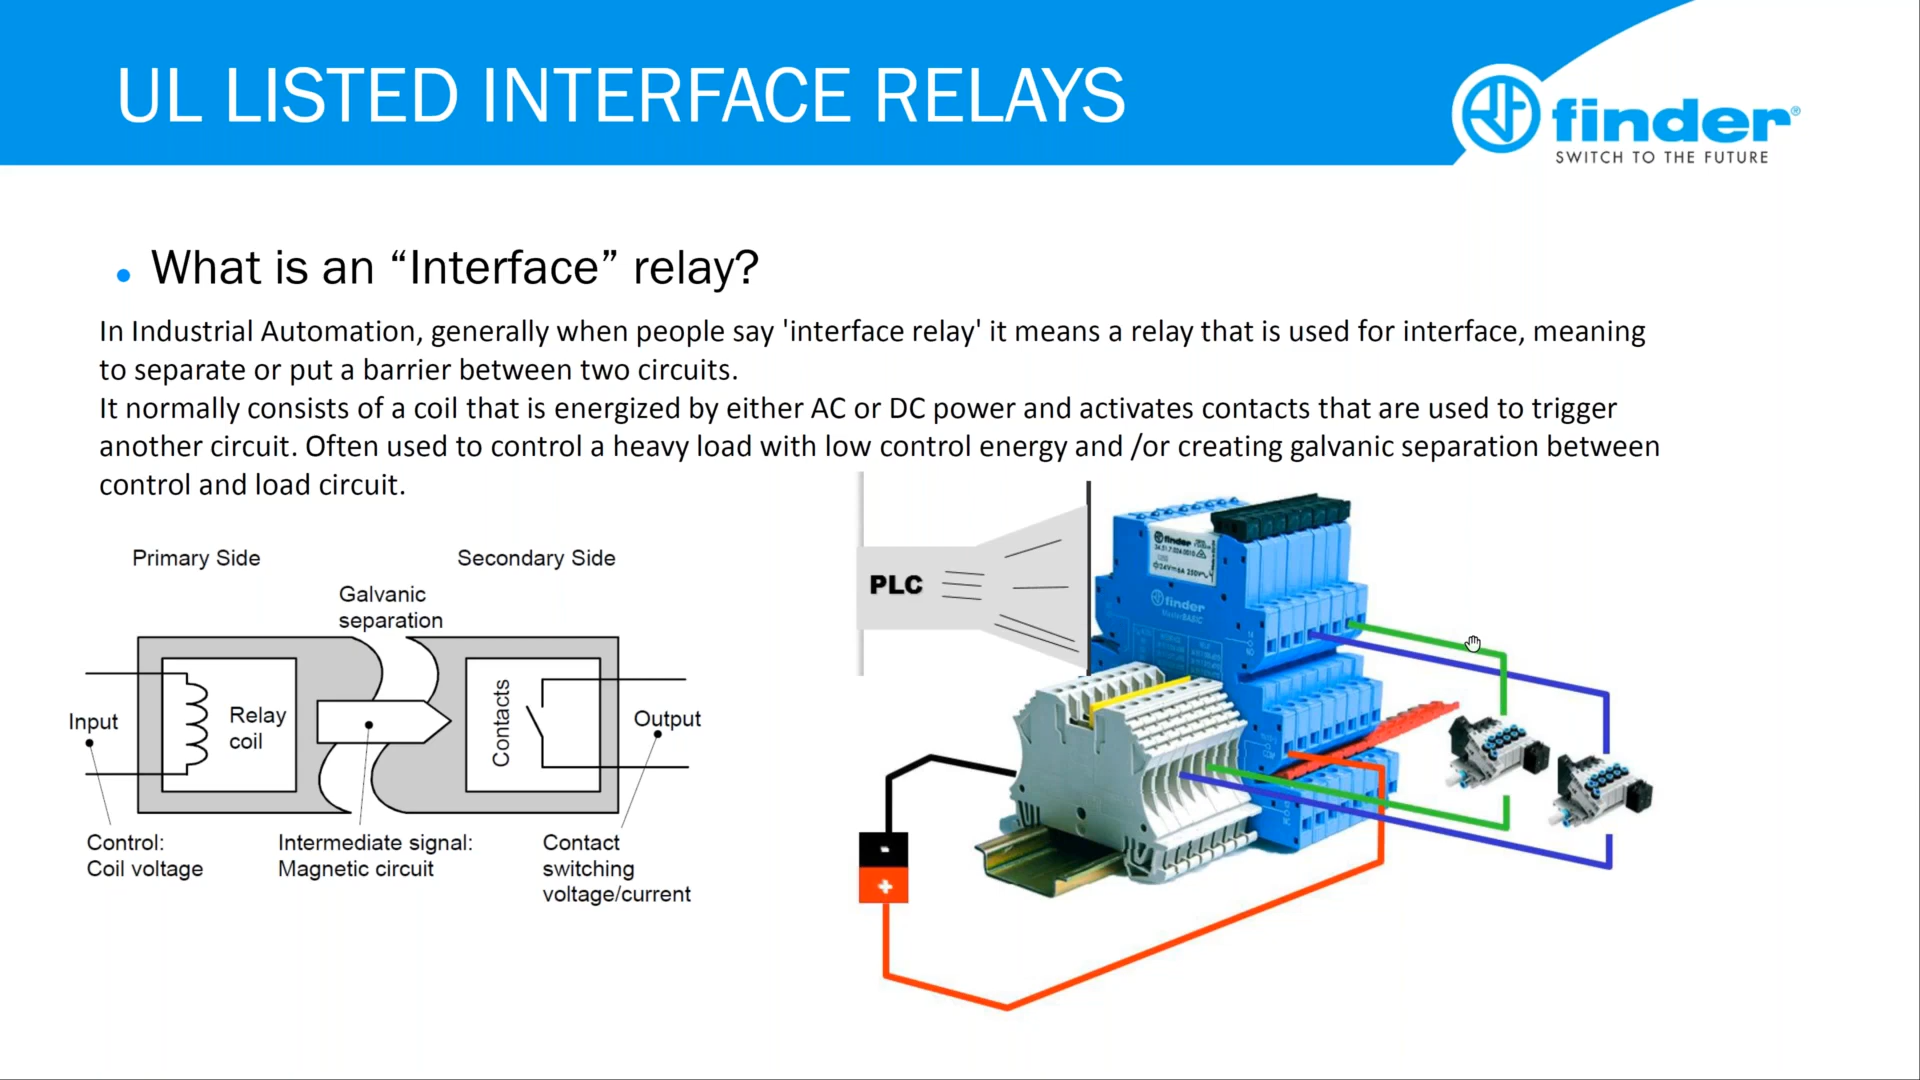 UL LISTED INTERFACE RELAYS
finder®
SWITCH TO THE FUTURE
What is an “Interface” relay?
In Industrial Automation, generally when people say 'interface relay' it means a relay that is used for interface, meaning
to separate or put a barrier between two circuits.
It normally consists of a coil that is energized by either AC or DC power and activates contacts that are used to trigger
another circuit. Often used to control a heavy load with low control energy and /or creating galvanic separation between
control and load circuit.
Primary Side
Secondary Side
Galvanic
separation
Input
Relay
coil
Contacts
Output
Control:
Coil voltage
Intermediate signal:
Magnetic circuit
Contact
switching
voltage/current
PLC
finder
finder
MasterBASIC
-
+